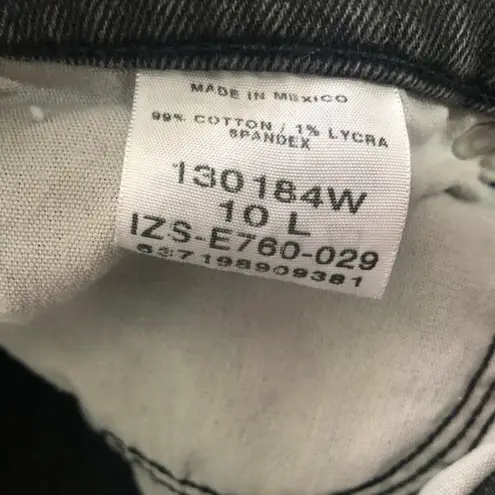 MADE IN MEXICO
99% COTTON / 1% LYCRA
SPANDEX
130184W
10 L
IZS-E760-029
637198909381